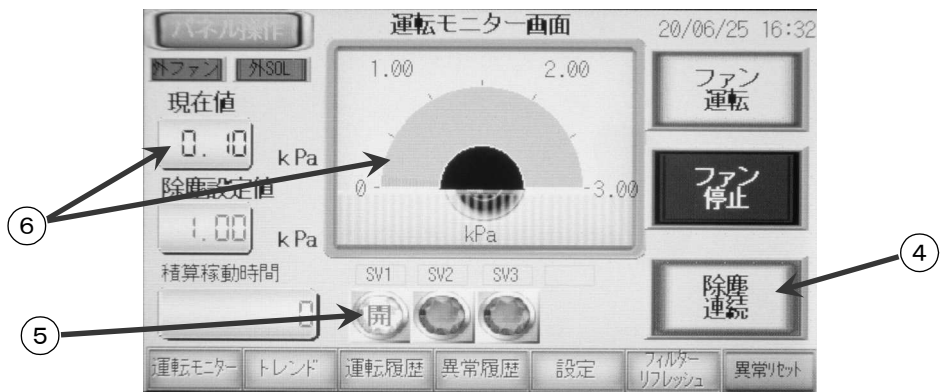 パネル操作
運転モニター画面
20/06/25 16:32
外ファン
外SOL
現在値
0.10
kPa
除塵設定値
1.00
kPa
積算稼動時間
0
1.00
2.00
0
3.00
kPa
SV1
SV2
SV3
開
ファン
運転
ファン
停止
除塵
連続
運転モニター
トレンド
運転履歴
異常履歴
設定
フィルター
リフレッシュ
異常リセット
⑥
⑤
④